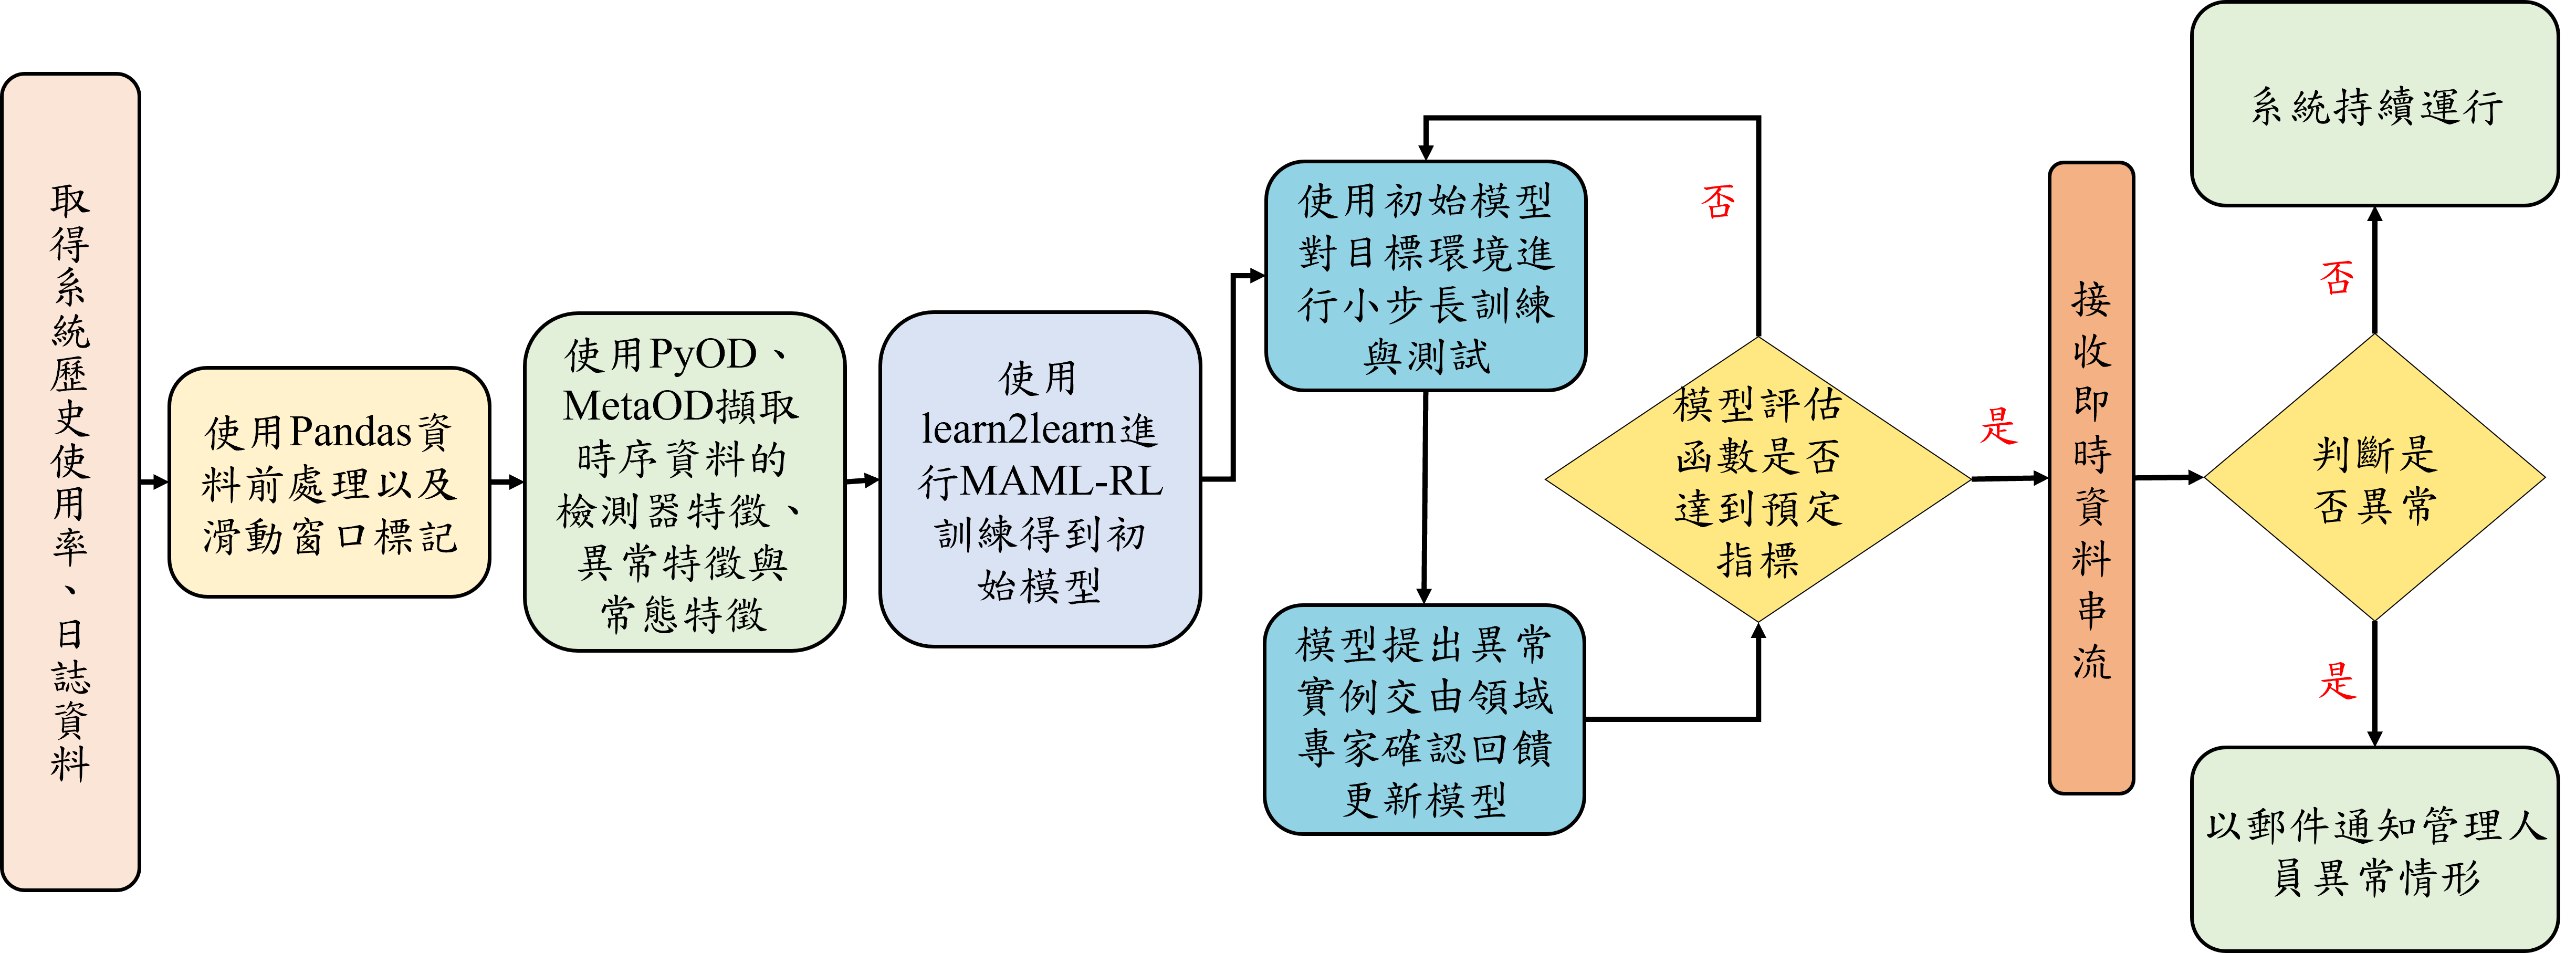 取得系統歷史使用率、日誌資料
使用Pandas資
料前處理以及
滑動窗口標記
使用PyOD、
MetaOD擷取
時序資料的
檢測器特徵、
異常特徵與
常態特徵
使用
learn2learn進
行MAML-RL
訓練得到初
始模型
使用初始模型
對目標環境進
行小步長訓練
與測試
模型提出異常
實例交由領域
專家確認回饋
更新模型
否
模型評估
函數是否
達到預定
指標
是
接收即時資料串流
判斷是
否異常
否
系統持續運行
是
以郵件通知管理人
員異常情形